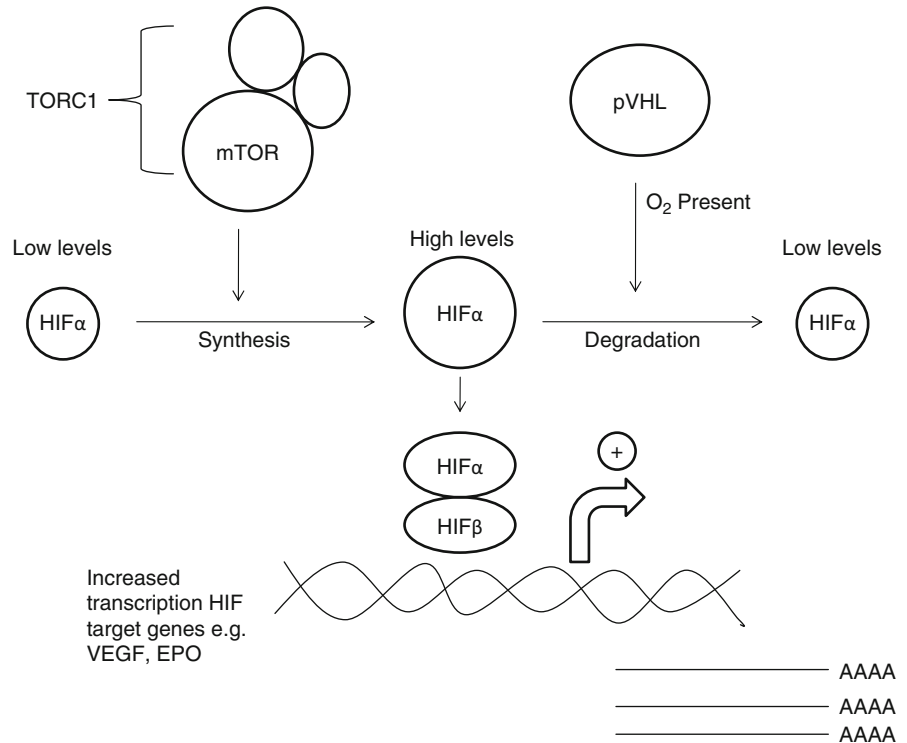 TORC1
mTOR
pVHL
O2 Present
Low levels
High levels
Low levels
HIFα
HIFα
HIFα
Synthesis
Degradation
HIFα
+
HIFβ
Increased
transcription HIF
target genes e.g.
VEGF, EPO
AAAA
AAAA
AAAA